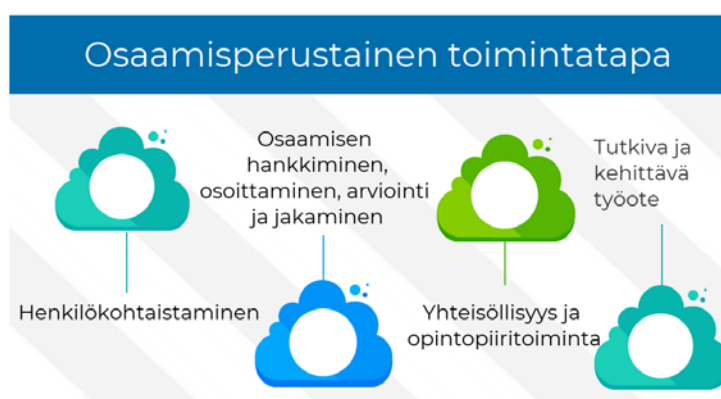 Osaamisperustainen toimintatapa
Henkilökohtaistaminen
Osaamisen
hankkiminen,
osoittaminen, arviointi
ja jakaminen
Yhteisöllisyys ja
opintopiiritoiminta
Tutkiva ja
kehittävä
työote